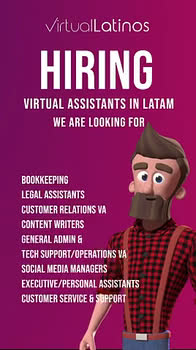 VirtualLatinos
HIRING
VIRTUAL ASSISTANTS IN LATAM
WE ARE LOOKING FOR
BOOKKEEPING
LEGAL ASSISTANTS
CUSTOMER RELATIONS VA
CONTENT WRITERS
GENERAL ADMIN &
TECH SUPPORT/OPERATIONS VA
SOCIAL MEDIA MANAGERS
EXECUTIVE/PERSONAL ASSISTANTS
CUSTOMER SERVICE & SUPPORT